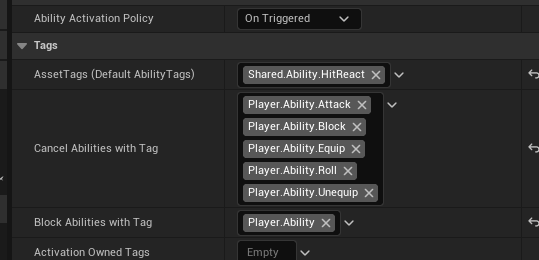 Ability Activation Policy On Triggered
Tags
AssetTags (Default AbilityTags) Shared.Ability.HitReact
Player.Ability.Attack
Player.Ability.Block
Cancel Abilities with Tag Player.Ability.Equip
Player.Ability.Roll
Player.Ability.Unequip
Block Abilities with Tag Player.Ability
Activation Owned Tags Empty